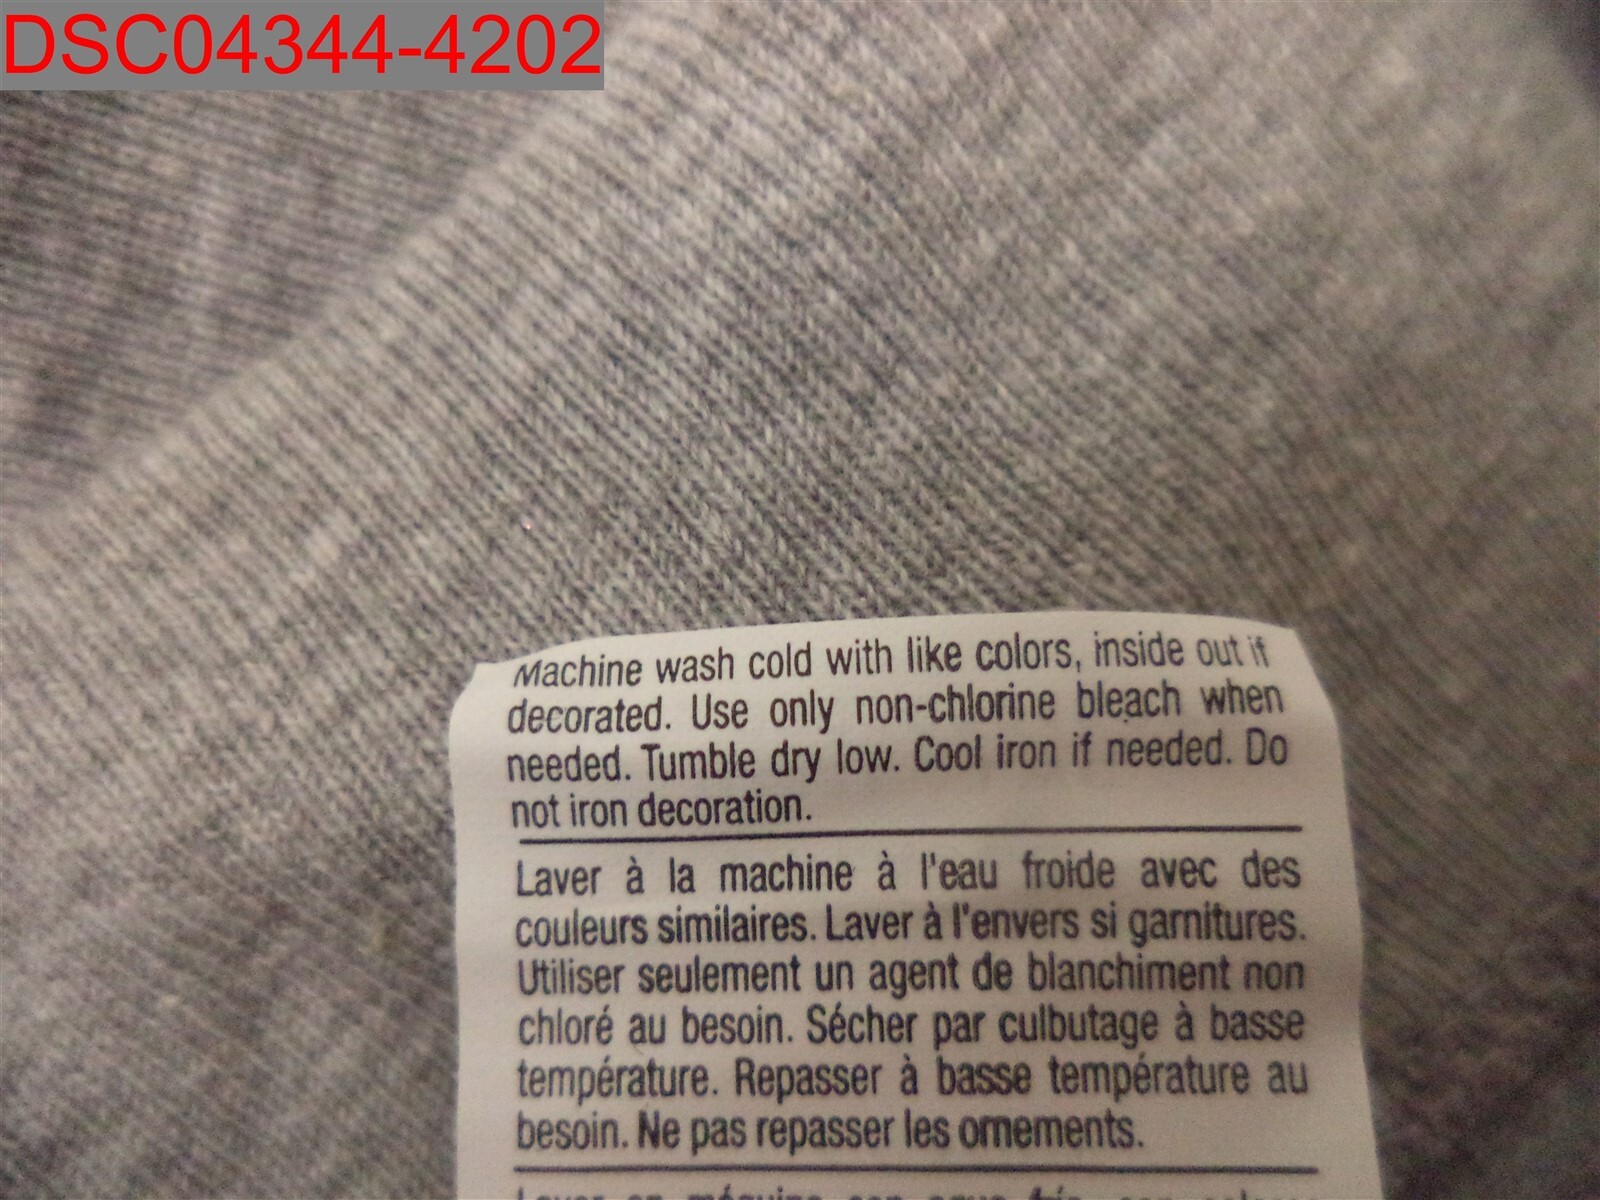 DSC04344-4202
Machine wash cold with like colors, inside out if
decorated. Use only non-chlorine bleach when
needed. Tumble dry low. Cool iron if needed. Do
not iron decoration.
Laver à la machine à l'eau froide avec des
couleurs similaires. Laver à l'envers si garnitures.
Utiliser seulement un agent de blanchiment non
chloré au besoin. Sécher par culbutage à basse
température. Repasser à basse température au
besoin. Ne pas repasser les ornements.